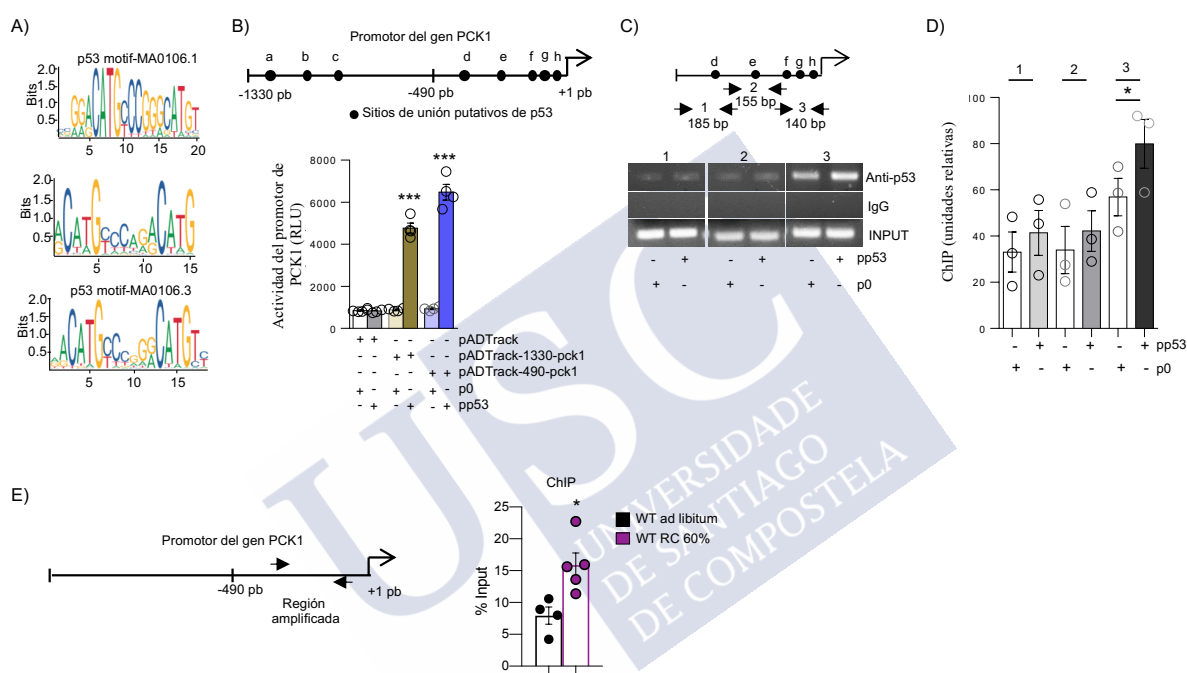 A)
p53 motif-MA0106.1
Bits
2.0
1.5
1.0
0.5
5 10 15 20
2.0
1.5
1.0
0.5
5 10 15
p53 motif-MA0106.3
Bits
2.0
1.5
1.0
0.5
5 10 15
B)
Promotor del gen PCK1
a b c d e f g h
-1330 pb -490 pb +1 pb
Sitios de unión putativos de p53
Actividad del promotor de
PCK1 (RLU)
8000
6000
4000
2000
0
***
***
+ + - - - - pADTrack
- - + + - - pADTrack-1330-pck1
- - - - + + pADTrack-490-pck1
+ - + - + - p0
- + - + - + pp53
C)
d e f g h
+1 pb
2
155 bp
1 3
185 bp 140 bp
1 2 3
Anti-p53
IgG
INPUT
- + - + - + pp53
+ - + - + - p0
D)
1 2 3
*
ChIP (unidades relativas)
100
80
60
40
20
0
- + - + - + pp53
+ - + - + - p0
E)
Promotor del gen PCK1
-490 pb +1 pb
Región
amplificada
ChIP
*
% Input
25
20
15
10
5
0
WT ad libitum
WT RC 60%
USC
UNIVERSIDADE
DE SANTIAGO
DE COMPOSTELA